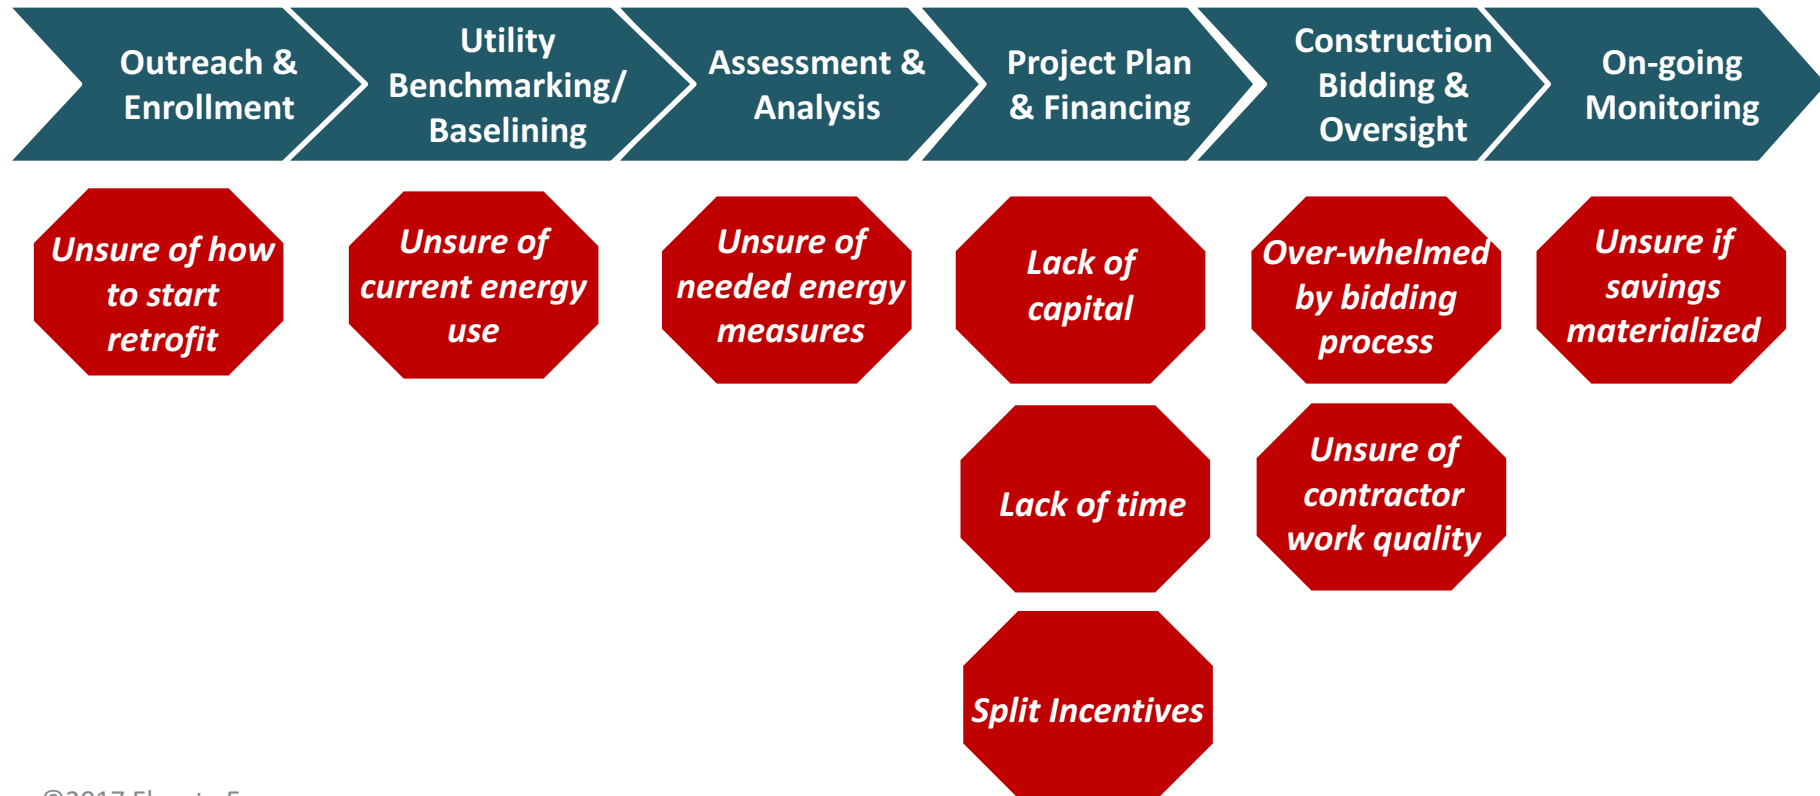 Outreach &
Enrollment
Utility
Benchmarking/
Baselining
Assessment &
Analysis
Project Plan
& Financing
Construction
Bidding &
Oversight
On-going
Monitoring
Unsure of how
to start
retrofit
Unsure of
current energy
use
Unsure of
needed energy
measures
Lack of
capital
Over-whelmed
by bidding
process
Unsure if
savings
materialized
Lack of time
Unsure of
contractor
work quality
Split Incentives
©2017